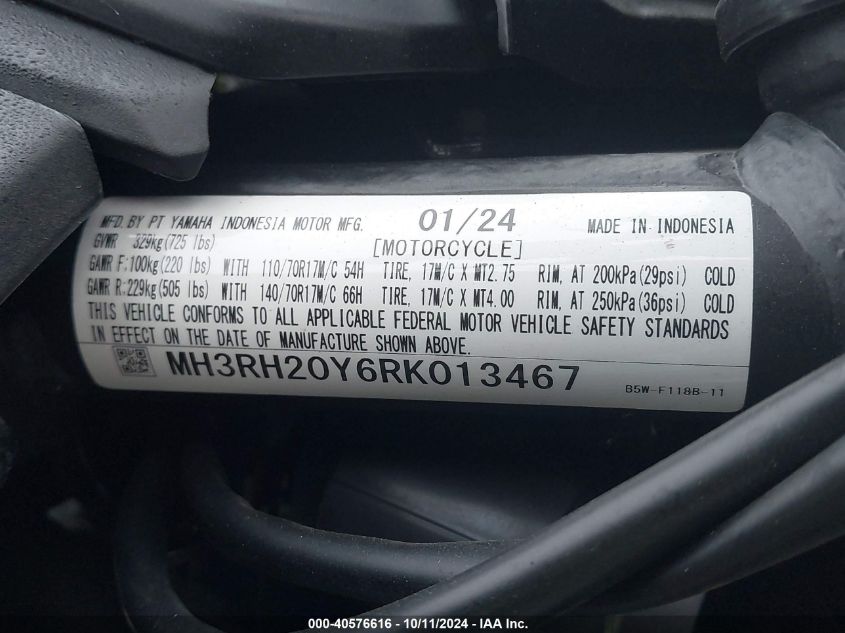 MFD. BY PT YAMAHA INDONESIA MOTOR MFG. 01/24 MADE IN INDONESIA
GVWR 329kg(725 lbs) [MOTORCYCLE]
GAWR F:100kg(220 lbs) WITH 110/70R17M/C 54H TIRE, 17M/C X MT2.75 RIM, AT 200kPa(29psi) COLD
GAWR R:229kg(505 lbs) WITH 140/70R17M/C 66H TIRE, 17M/C X MT4.00 RIM, AT 250kPa(36psi) COLD
THIS VEHICLE CONFORMS TO ALL APPLICABLE FEDERAL MOTOR VEHICLE SAFETY STANDARDS
IN EFFECT ON THE DATE OF MANUFACTURE SHOWN ABOVE.
MH3RH20Y6RK013467 B5W-F118B-11
000-40576616 - 10/11/2024 - IAA Inc.